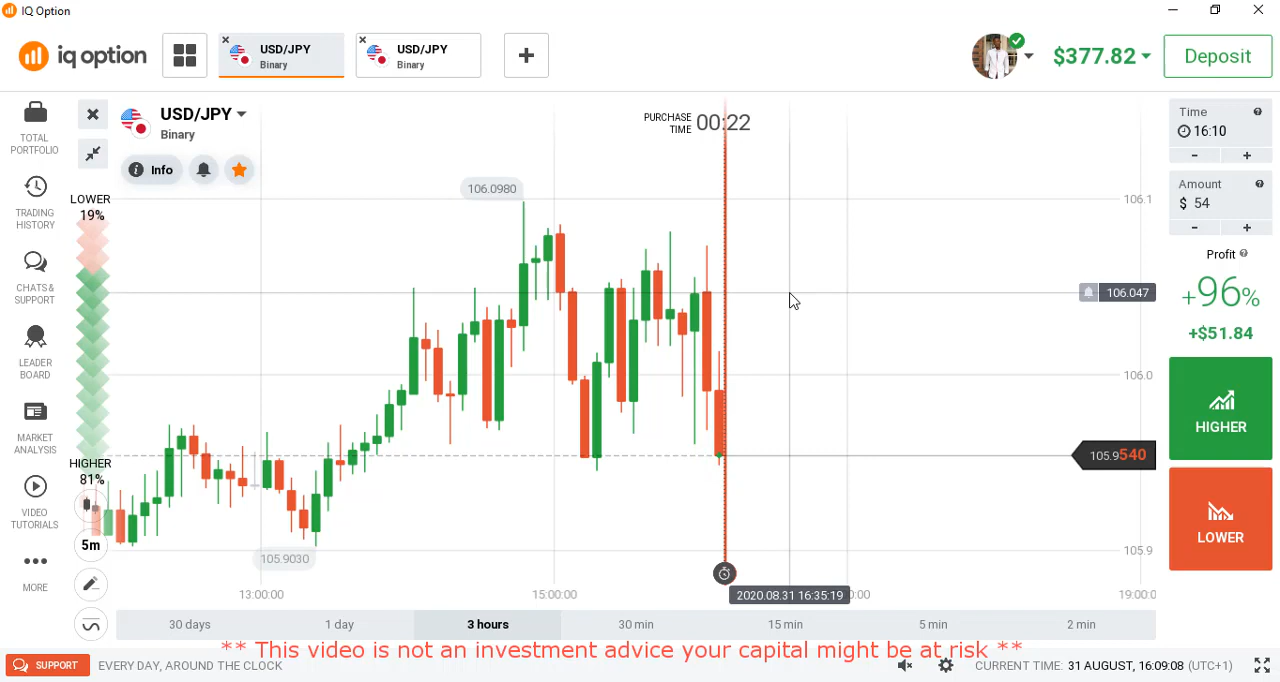 IQ Option
iq option
USD/JPY
Binary
USD/JPY
Binary
+
$377.82
Deposit
TOTAL
PORTFOLIO
TRADING
HISTORY
CHATS &
SUPPORT
LEADER
BOARD
MARKET
ANALYSIS
VIDEO
TUTORIALS
MORE
USD/JPY
Binary
Info
LOWER
19%
HIGHER
81%
5m
PURCHASE
TIME
00:22
106.0980
105.9030
106.1
106.047
106.0
105.9540
105.9
13:00:00
15:00:00
2020.08.31 16:35:19
:00
19:00:0
30 days
1 day
3 hours
30 min
15 min
5 min
2 min
Time
16:10
- +
Amount
$ 54
- +
Profit
+96%
+$51.84
HIGHER
LOWER
** This video is not an investment advice your capital might be at risk **
SUPPORT
EVERY DAY, AROUND THE CLOCK
CURRENT TIME: 31 AUGUST, 16:09:08 (UTC+1)